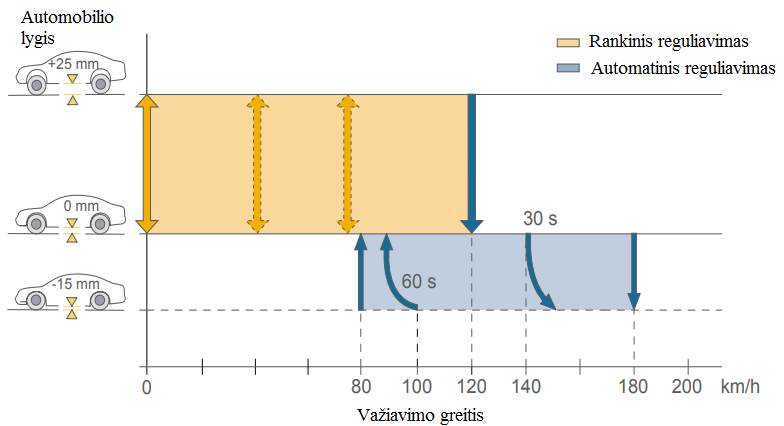 Automobilio
lygis
Rankinis reguliavimas
Automatinis reguliavimas
+25 mm
0 mm
30 s
-15 mm
60 s
0
80
100
120
140
180
200
km/h
Važiavimo greitis